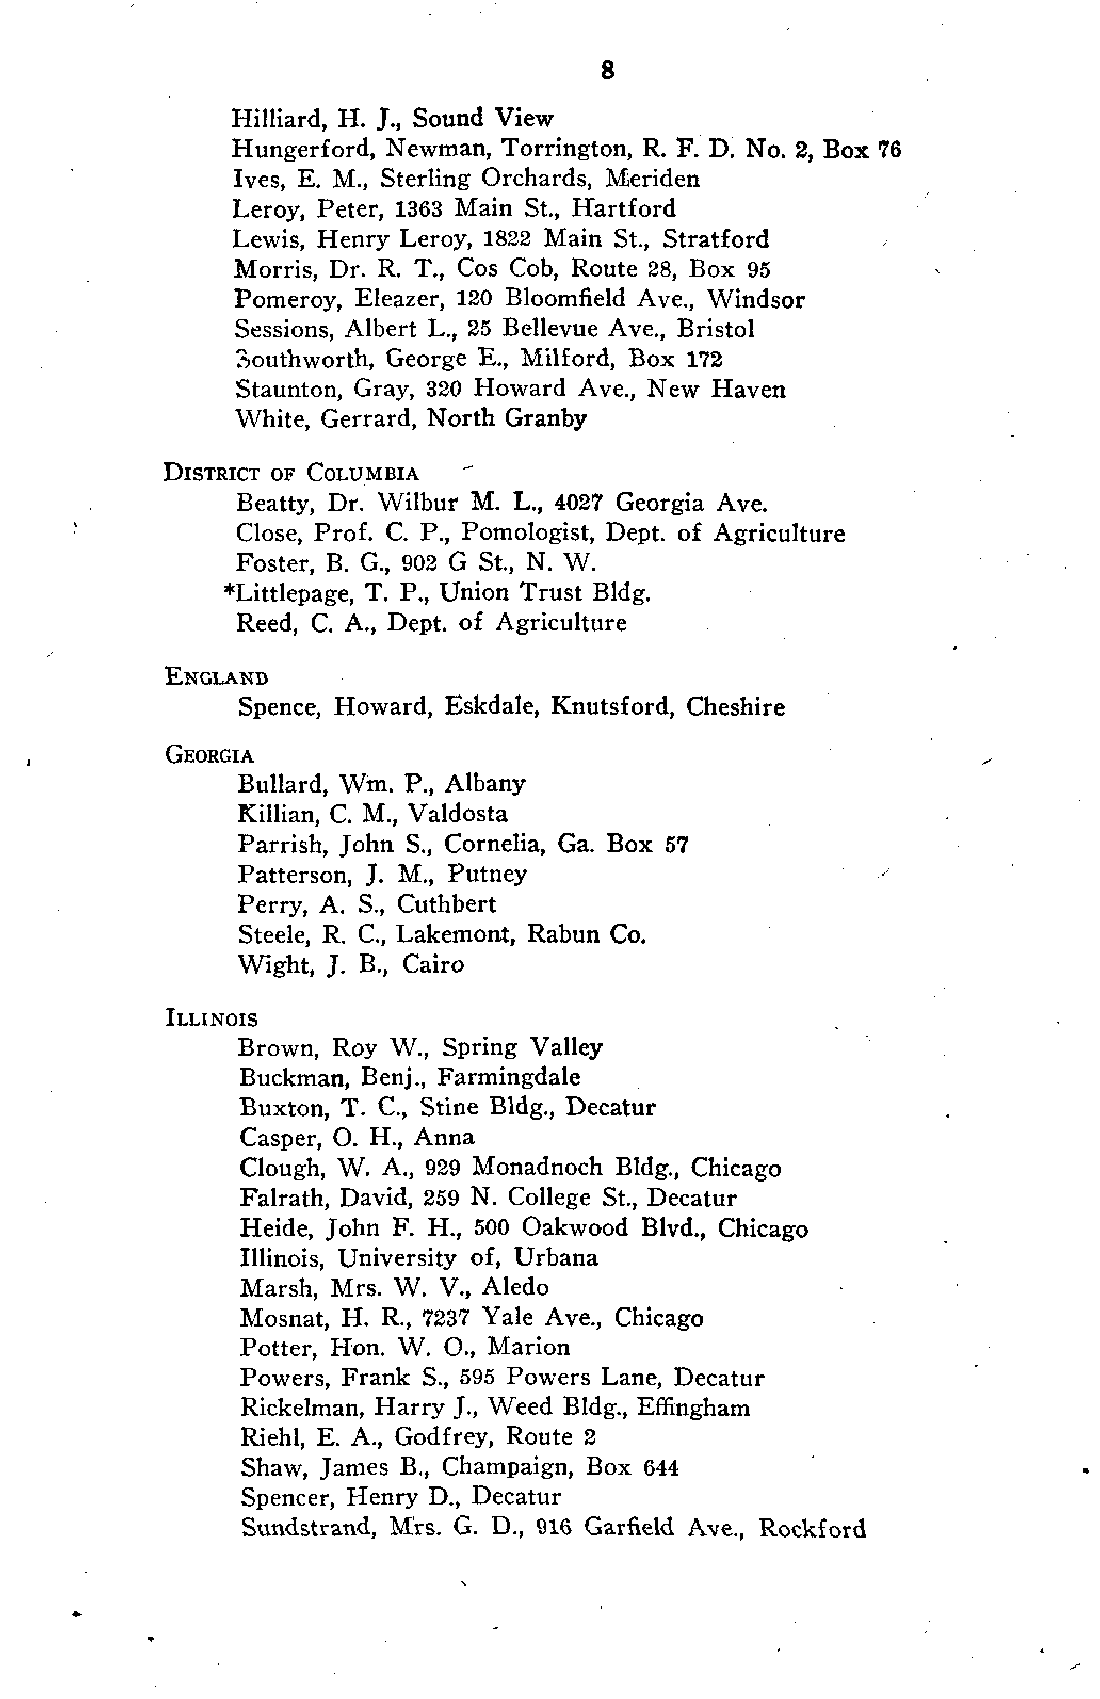 8
Hilliard, H. J., Sound View
Hungerford, Newman, Torrington, R. F. D. No. 2, Box 76
Ives, E. M., Sterling Orchards, Meriden
Leroy, Peter, 1363 Main St., Hartford
Lewis, Henry Leroy, 1822 Main St., Stratford
Morris, Dr. R. T., Cos Cob, Route 28, Box 95
Pomeroy, Eleazer, 120 Bloomfield Ave., Windsor
Sessions, Albert L., 25 Bellevue Ave., Bristol
Southworth, George E., Milford, Box 172
Staunton, Gray, 320 Howard Ave., New Haven
White, Gerrard, North Granby
DISTRICT OF COLUMBIA
Beatty, Dr. Wilbur M. L., 4027 Georgia Ave.
Close, Prof. C. P., Pomologist, Dept. of Agriculture
Foster, B. G., 902 G St., N. W.
*Littlepage, T. P., Union Trust Bldg.
Reed, C. A., Dept. of Agriculture
ENGLAND
Spence, Howard, Eskdale, Knutsford, Cheshire
GEORGIA
Bullard, Wm. P., Albany
Killian, C. M., Valdosta
Parrish, John S., Cornelia, Ga. Box 57
Patterson, J. M., Putney
Perry, A. S., Cuthbert
Steele, R. C., Lakemont, Rabun Co.
Wight, J. B., Cairo
ILLINOIS
Brown, Roy W., Spring Valley
Buckman, Benj., Farmingdale
Buxton, T. C., Stine Bldg., Decatur
Casper, O. H., Anna
Clough, W. A., 929 Monadnoch Bldg., Chicago
Falrath, David, 259 N. College St., Decatur
Heide, John F. H., 500 Oakwood Blvd., Chicago
Illinois, University of, Urbana
Marsh, Mrs. W. V., Aledo
Mosnat, H. R., 7237 Yale Ave., Chicago
Potter, Hon. W. O., Marion
Powers, Frank S., 595 Powers Lane, Decatur
Rickelman, Harry J., Weed Bldg., Effingham
Riehl, E. A., Godfrey, Route 2
Shaw, James B., Champaign, Box 644
Spencer, Henry D., Decatur
Sundstrand, Mrs. G. D., 916 Garfield Ave., Rockford